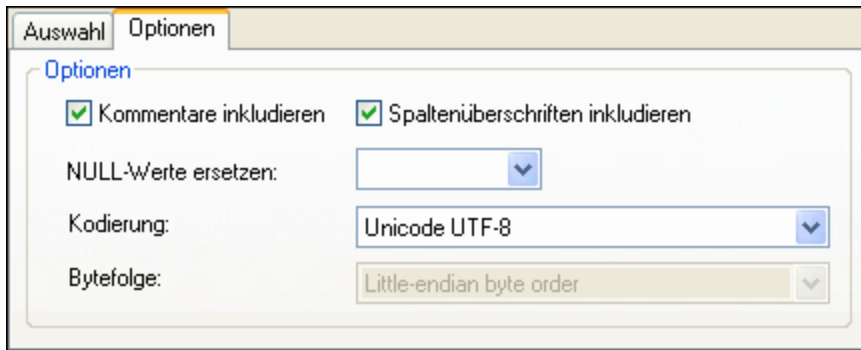 Auswahl Optionen
Optionen
Kommentare inkludieren Spaltenüberschriften inkludieren
NULL-Werte ersetzen:
Kodierung: Unicode UTF-8
Bytefolge: Little-endian byte order